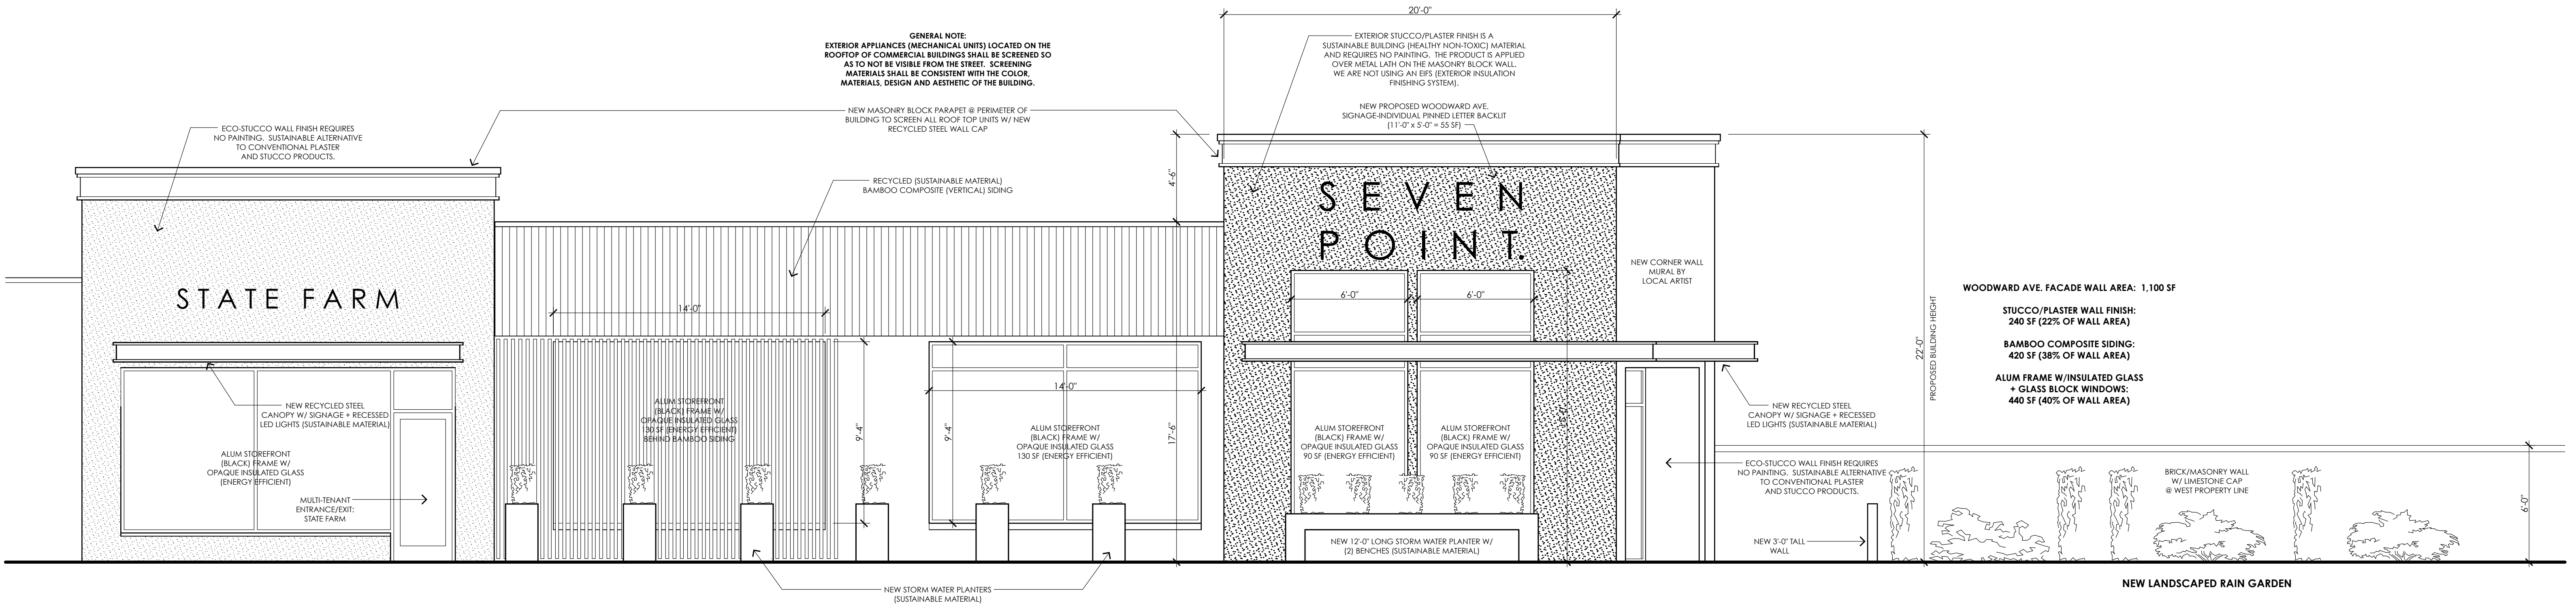 20'-0"
GENERAL NOTE:
EXTERIOR APPLIANCES (MECHANICAL UNITS) LOCATED ON THE
ROOFTOP OF COMMERCIAL BUILDINGS SHALL BE SCREENED SO
AS TO NOT BE VISIBLE FROM THE STREET.  SCREENING
MATERIALS SHALL BE CONSISTENT WITH THE COLOR,
MATERIALS, DESIGN AND AESTHETIC OF THE BUILDING.
EXTERIOR STUCCO/PLASTER FINISH IS A
SUSTAINABLE BUILDING (HEALTHY NON-TOXIC) MATERIAL
AND REQUIRES NO PAINTING.  THE PRODUCT IS APPLIED
OVER METAL LATH ON THE MASONRY BLOCK WALL.
WE ARE NOT USING AN EIFS (EXTERIOR INSULATION
FINISHING SYSTEM).
NEW MASONRY BLOCK PARAPET @ PERIMETER OF
BUILDING TO SCREEN ALL ROOF TOP UNITS W/ NEW
RECYCLED STEEL WALL CAP
NEW PROPOSED WOODWARD AVE.
SIGNAGE-INDIVIDUAL PINNED LETTER BACKLIT
(11'-0" x 5'-0" = 55 SF)
ECO-STUCCO WALL FINISH REQUIRES
NO PAINTING.  SUSTAINABLE ALTERNATIVE
TO CONVENTIONAL PLASTER
AND STUCCO PRODUCTS.
RECYCLED (SUSTAINABLE MATERIAL)
BAMBOO COMPOSITE (VERTICAL) SIDING
4'-6"
SEVEN
POINT.
NEW CORNER WALL
MURAL BY
LOCAL ARTIST
STATE FARM
14'-0"
6'-0"
6'-0"
22'-0"
PROPOSED BUILDING HEIGHT
WOODWARD AVE. FACADE WALL AREA:  1,100 SF
STUCCO/PLASTER WALL FINISH:
240 SF (22% OF WALL AREA)
BAMBOO COMPOSITE SIDING:
420 SF (38% OF WALL AREA)
ALUM FRAME W/INSULATED GLASS
+ GLASS BLOCK WINDOWS:
440 SF (40% OF WALL AREA)
14'-0"
NEW RECYCLED STEEL
CANOPY W/ SIGNAGE + RECESSED
LED LIGHTS (SUSTAINABLE MATERIAL)
ALUM STOREFRONT
(BLACK) FRAME W/
OPAQUE INSULATED GLASS
130 SF (ENERGY EFFICIENT)
BEHIND BAMBOO SIDING
9'-4"
9'-4"
ALUM STOREFRONT
(BLACK) FRAME W/
OPAQUE INSULATED GLASS
130 SF (ENERGY EFFICIENT)
17'-6"
ALUM STOREFRONT
(BLACK) FRAME W/
OPAQUE INSULATED GLASS
90 SF (ENERGY EFFICIENT)
ALUM STOREFRONT
(BLACK) FRAME W/
OPAQUE INSULATED GLASS
90 SF (ENERGY EFFICIENT)
NEW RECYCLED STEEL
CANOPY W/ SIGNAGE + RECESSED
LED LIGHTS (SUSTAINABLE MATERIAL)
ALUM STOREFRONT
(BLACK) FRAME W/
OPAQUE INSULATED GLASS
(ENERGY EFFICIENT)
MULTI-TENANT
ENTRANCE/EXIT:
STATE FARM
ECO-STUCCO WALL FINISH REQUIRES
NO PAINTING.  SUSTAINABLE ALTERNATIVE
TO CONVENTIONAL PLASTER
AND STUCCO PRODUCTS.
BRICK/MASONRY WALL
W/ LIMESTONE CAP
@ WEST PROPERTY LINE
6'-0"
NEW 12'-0" LONG STORM WATER PLANTER W/
(2) BENCHES (SUSTAINABLE MATERIAL)
NEW 3'-0" TALL
WALL
NEW STORM WATER PLANTERS
(SUSTAINABLE MATERIAL)
NEW LANDSCAPED RAIN GARDEN